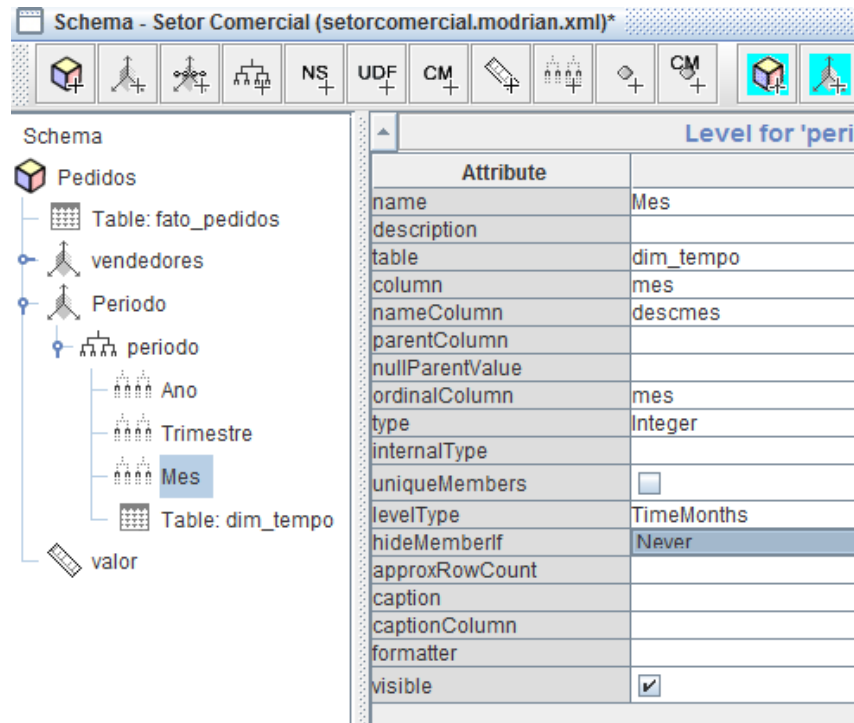 Schema - Setor Comercial (setorcomercial.modrian.xml)*
NS UDF CM CM
Schema
Pedidos
Table: fato_pedidos
vendedores
Periodo
periodo
Ano
Trimestre
Mes
Table: dim_tempo
valor
Level for 'peri
Attribute
name Mes
description
table dim_tempo
column mes
nameColumn descmes
parentColumn
nullParentValue
ordinalColumn mes
type Integer
internalType
uniqueMembers
levelType TimeMonths
hideMemberIf Never
approxRowCount
caption
captionColumn
formatter
visible